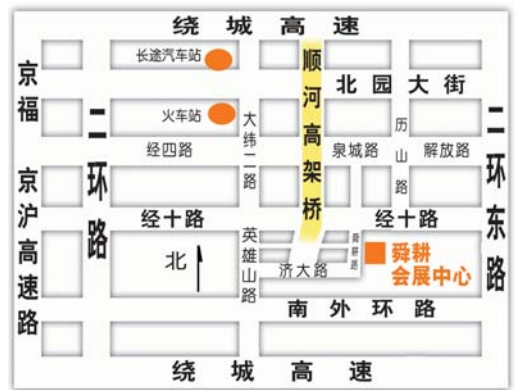 绕城高速
长途汽车站
顺河高架桥
京福
京沪高速路
北园大街
二环路
火车站
大纬二路
历山路
二环东路
经四路
泉城路
解放路
经十路
经十路
英雄山路
舜耕路
北
济大路
舜耕
会展中心
南外环路
绕城高速